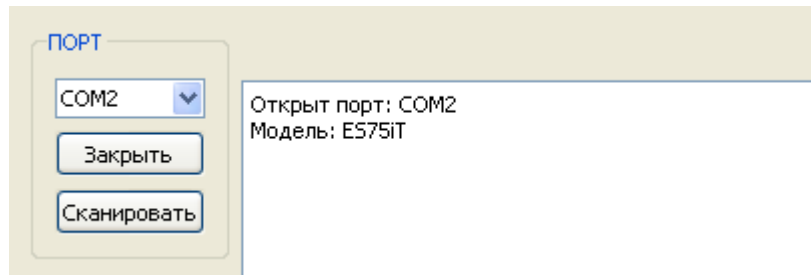 ПОРТ
COM2
Закрыть
Сканировать
Открыт порт: COM2
Модель: ES75iT